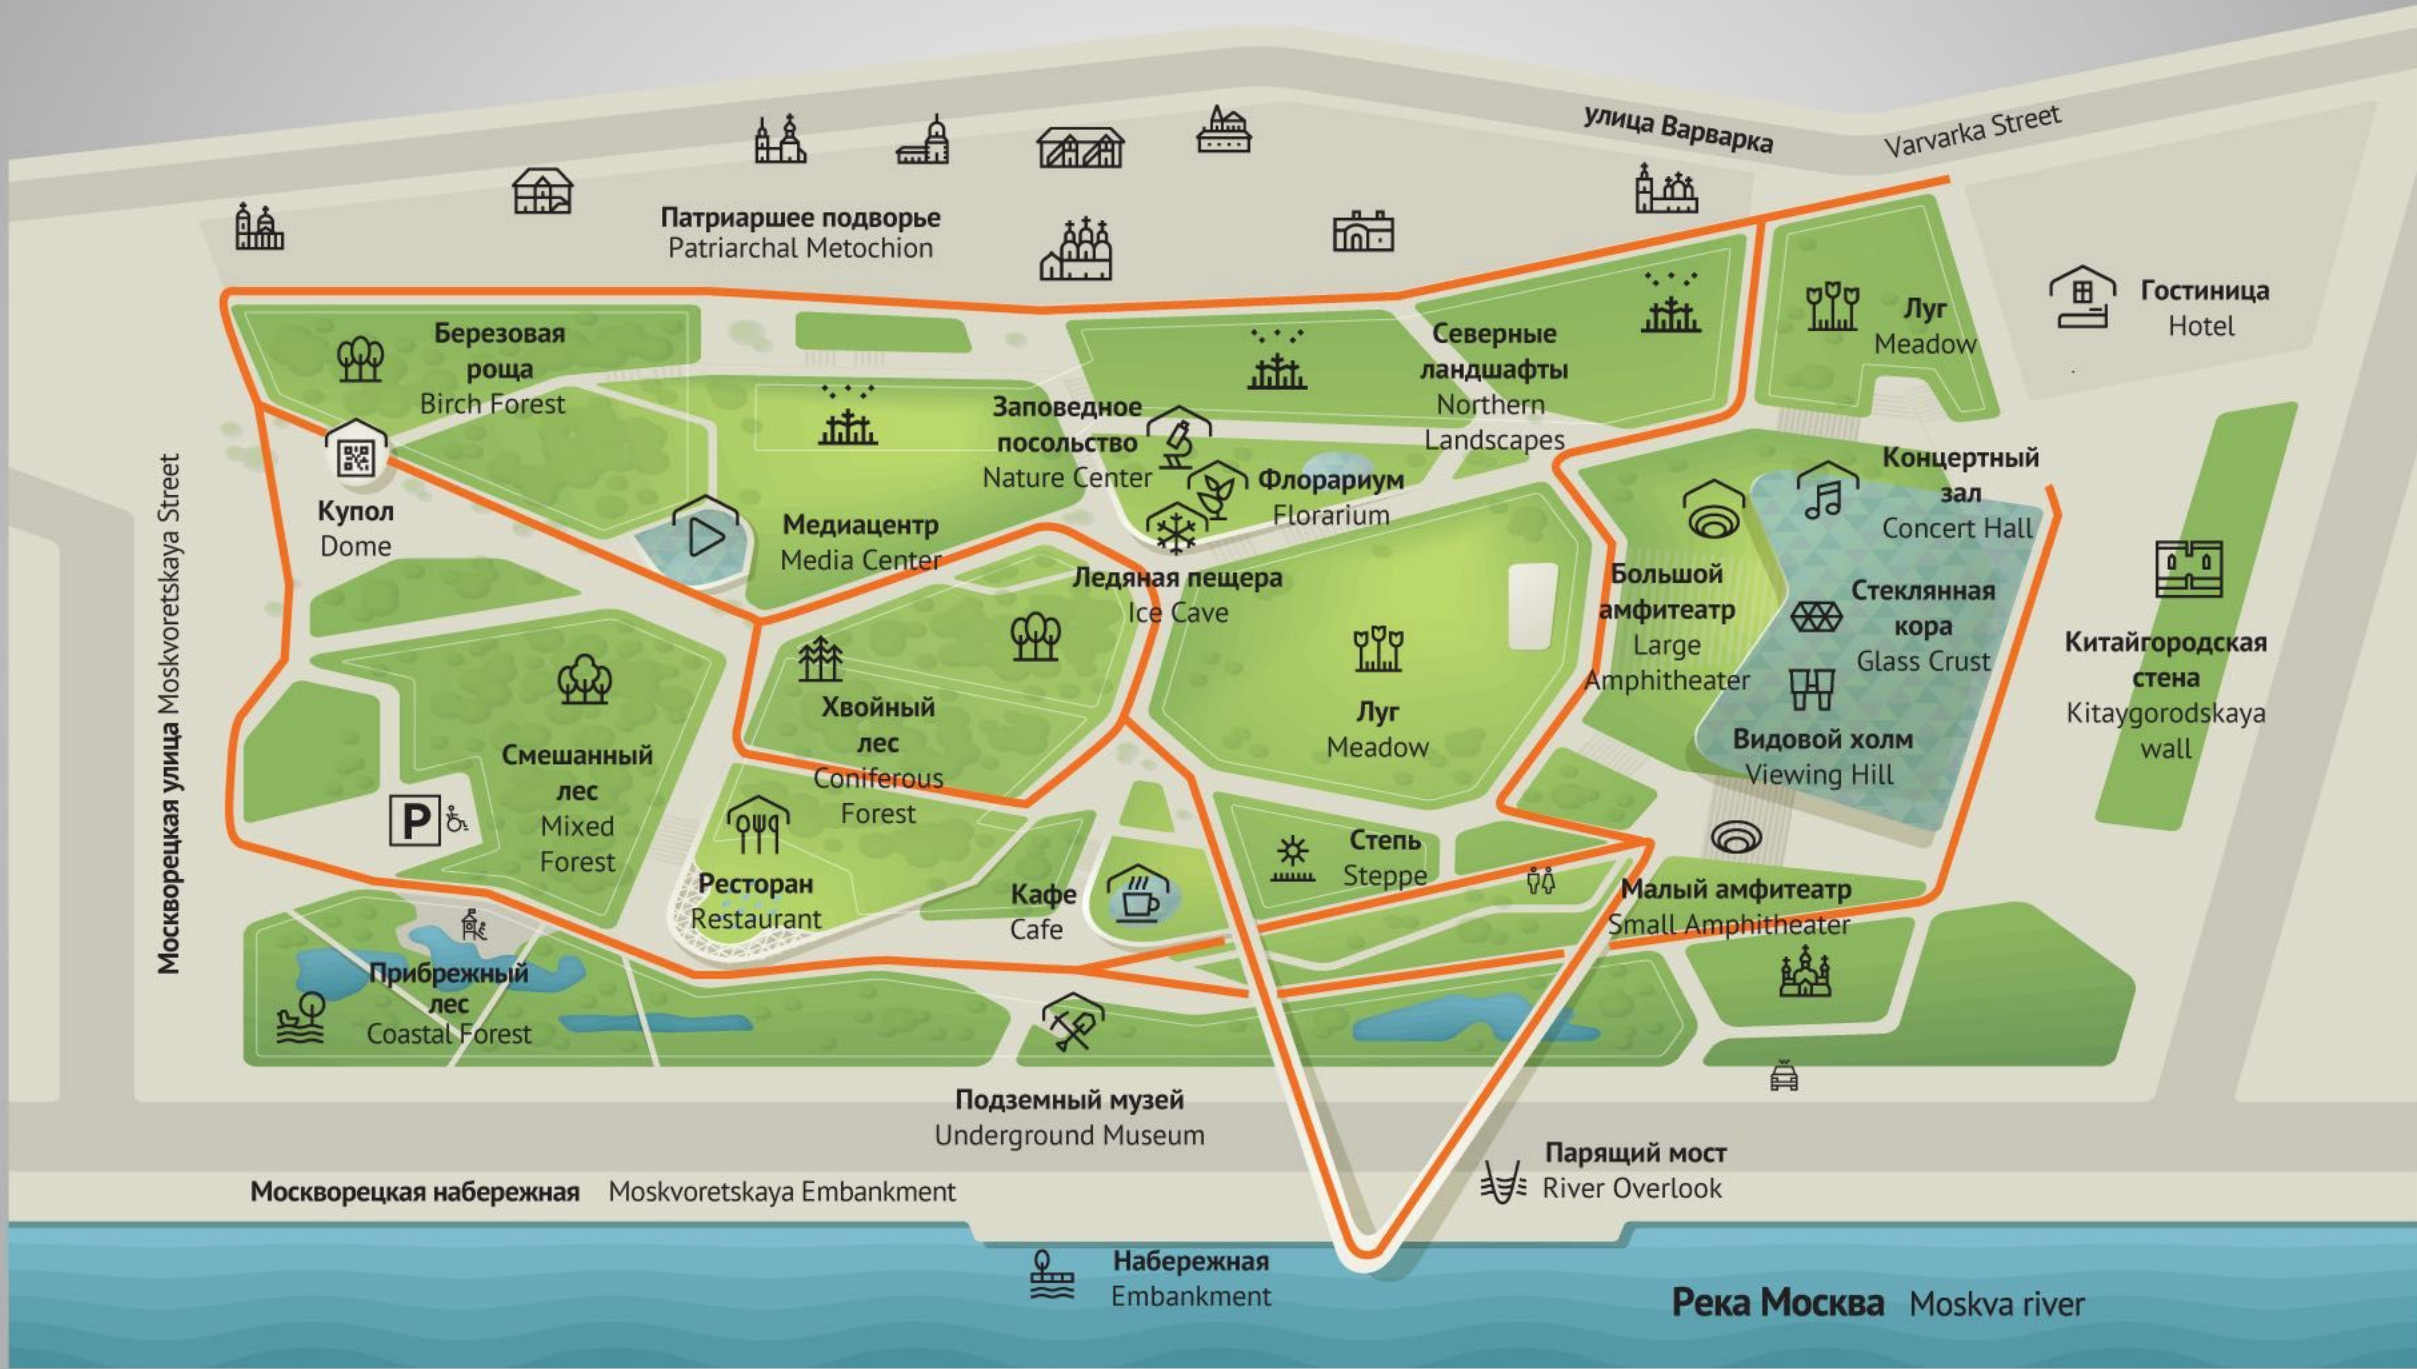 улица Варварка Varvarka Street
Патриаршее подворье
Patriarchal Metochion
Гостиница
Hotel
Луг
Meadow
Северные
ландшафты
Northern
Landscapes
Березовая
роща
Birch Forest
Заповедное
посольство
Nature Center
Флорариум
Florarium
Концертный
зал
Concert Hall
Купол
Dome
Медиацентр
Media Center
Ледяная пещера
Ice Cave
Большой
амфитеатр
Large
Amphitheater
Стеклянная
кора
Glass Crust
Китайгородская
стена
Kitaygorodskaya
wall
Москворецкая улица Moskvoretskaya Street
Хвойный
лес
Coniferous
Forest
Луг
Meadow
Видовой холм
Viewing Hill
Смешанный
лес
Mixed
Forest
P
Ресторан
Restaurant
Кафе
Cafe
Степь
Steppe
Малый амфитеатр
Small Amphitheater
Прибрежный
лес
Coastal Forest
Подземный музей
Underground Museum
Парящий мост
River Overlook
Москворецкая набережная Moskvoretskaya Embankment
Набережная
Embankment
Река Москва Moskva river